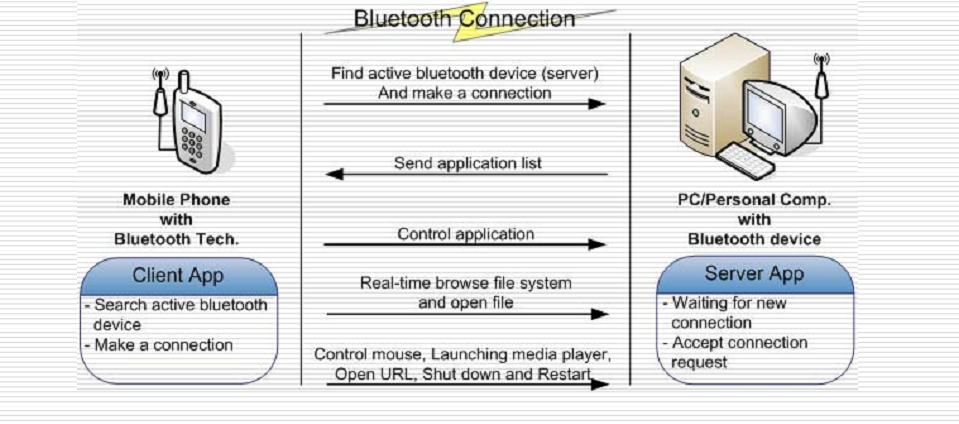 Bluetooth Connection
Find active bluetooth device (server)
And make a connection
Send application list
Mobile Phone
with
Bluetooth Tech.
PC/Personal Comp.
with
Bluetooth device
Control application
Client App
- Search active bluetooth
device
- Make a connection
Real-time browse file system
and open file
Server App
- Waiting for new
connection
- Accept connection
request
Control mouse, Launching media player,
Open URL, Shut down and Restart